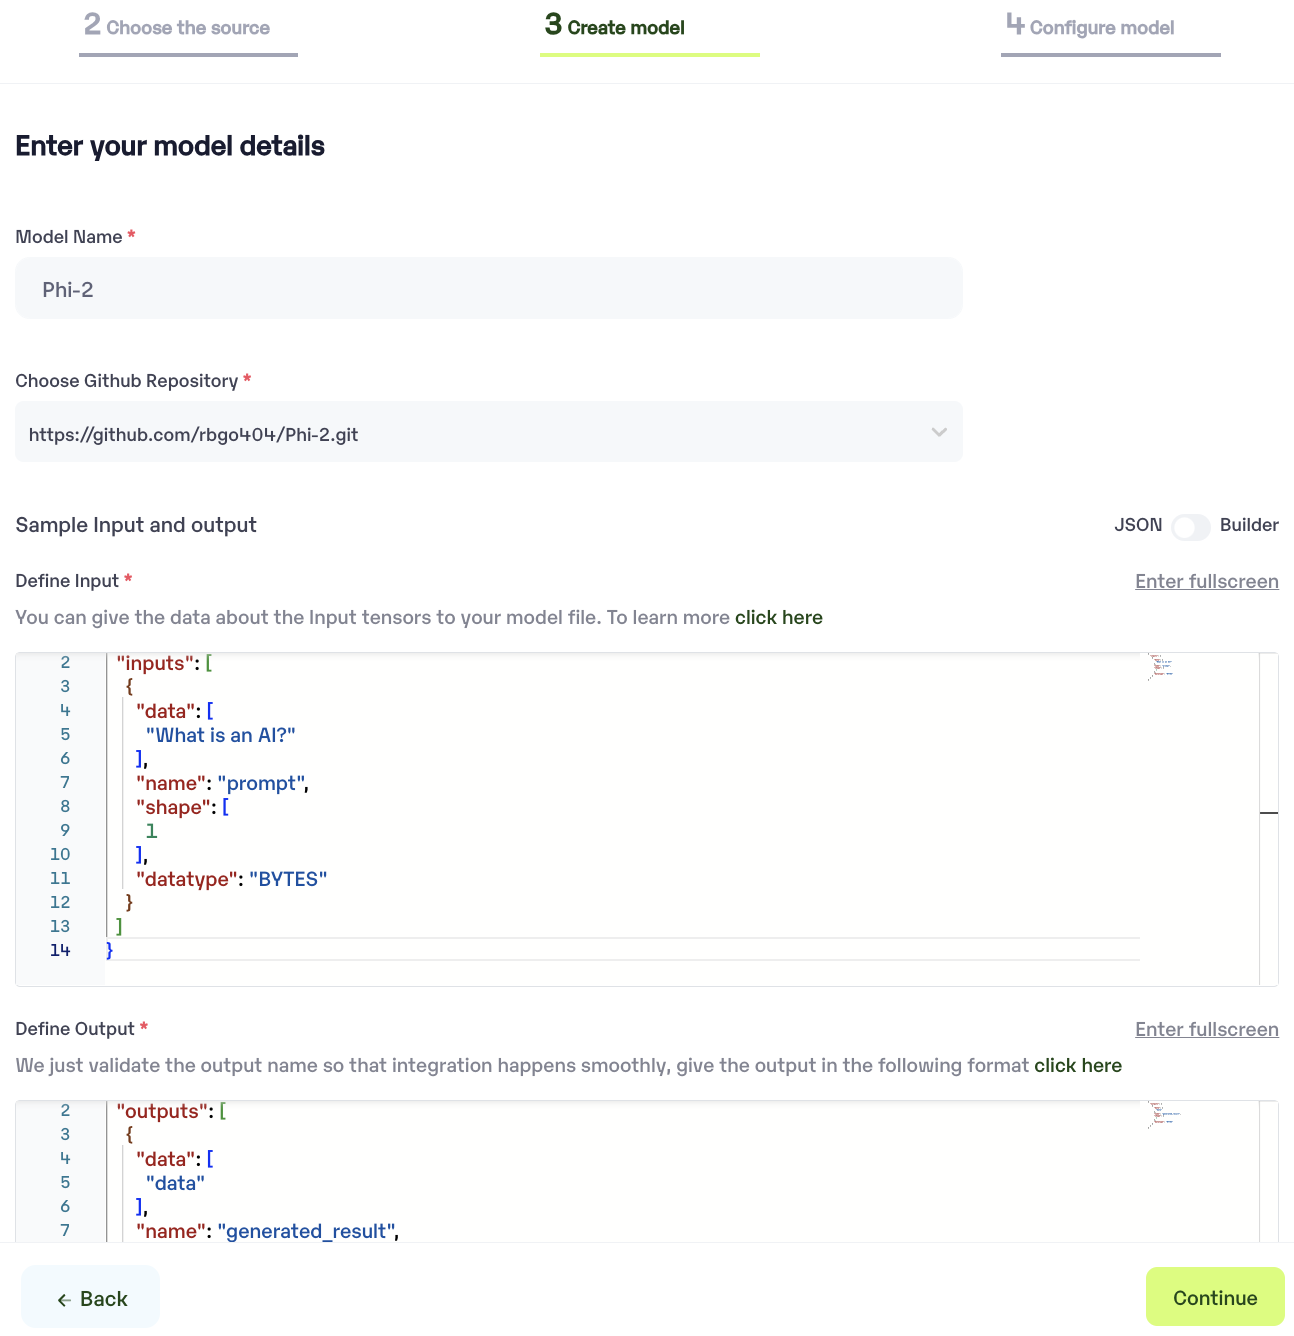 2 Choose the source
3 Create model
4 Configure model
Enter your model details
Model Name *
Phi-2
Choose Github Repository *
https://github.com/rbgo404/Phi-2.git
Sample Input and output
JSON Builder
Define Input *
Enter fullscreen
You can give the data about the Input tensors to your model file. To learn more click here
2 "inputs": [
3 {
4 "data": [
5 "What is an AI?"
6 ],
7 "name": "prompt",
8 "shape": [
9 1
10 ],
11 "datatype": "BYTES"
12 }
13 ]
14 }
Define Output *
Enter fullscreen
We just validate the output name so that integration happens smoothly, give the output in the following format click here
2 "outputs": [
3 {
4 "data": [
5 "data"
6 ],
7 "name": "generated_result",
← Back
Continue